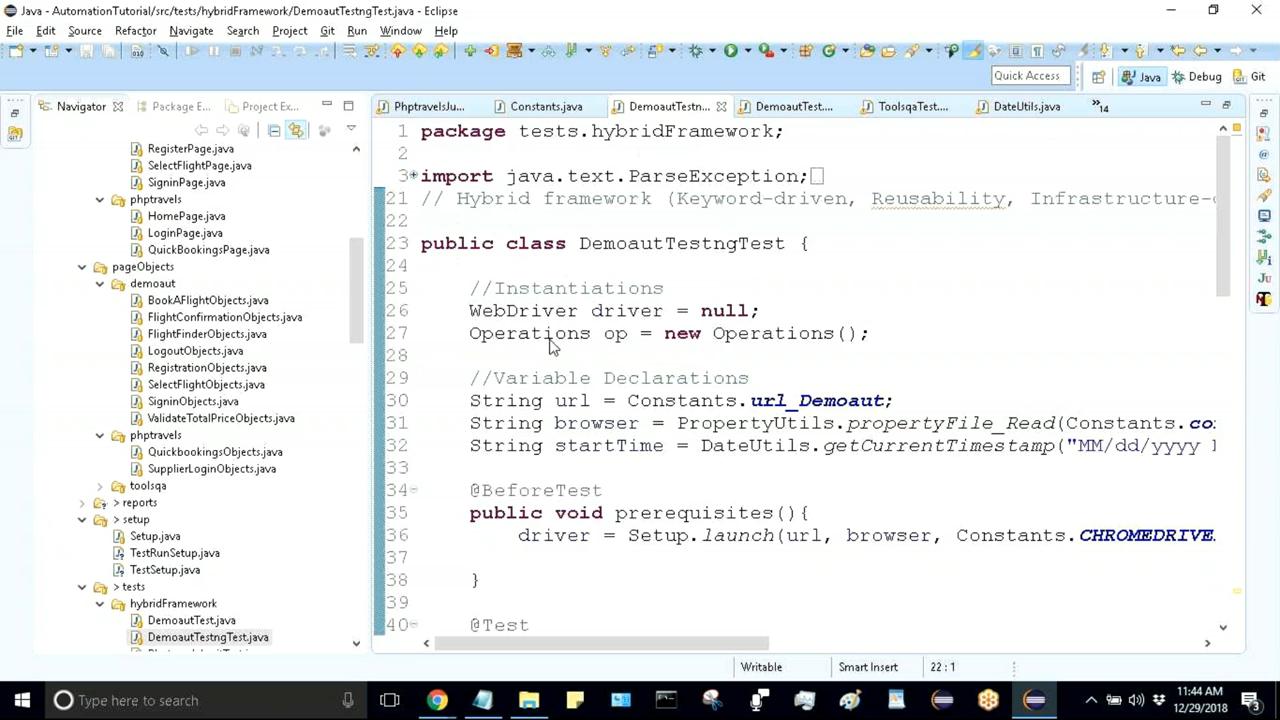 Java - AutomationTutorial/src/tests/hybridFramework/DemoautTestngTest.java - Eclipse
File Edit Source Refactor Navigate Search Project Git Run Window Help
Quick Access
Java
Debug
Git
Navigator
Package E...
Project Ex...
RegisterPage.java
SelectFlightPage.java
SigninPage.java
phptravels
HomePage.java
LoginPage.java
QuickBookingsPage.java
pageObjects
demoaut
BookAFlightObjects.java
FlightConfirmationObjects.java
FlightFinderObjects.java
LogoutObjects.java
RegistrationObjects.java
SelectFlightObjects.java
SigninObjects.java
ValidateTotalPriceObjects.java
phptravels
QuickbookingsObjects.java
SupplierLoginObjects.java
toolsqa
> reports
> setup
Setup.java
TestRunSetup.java
TestSetup.java
> tests
hybridFramework
DemoautTest.java
DemoautTestngTest.java
PhptravelsJu...
Constants.java
DemoautTestn...
DemoautTest....
ToolsqaTest....
DateUtils.java
»14
1 package tests.hybridFramework;
2
3 import java.text.ParseException;
21 // Hybrid framework (Keyword-driven, Reusability, Infrastructure-
22
23 public class DemoautTestngTest {
24
25 //Instantiations
26 WebDriver driver = null;
27 Operations op = new Operations();
28
29 //Variable Declarations
30 String url = Constants.url_Demoaut;
31 String browser = PropertyUtils.propertyFile_Read(Constants.co
32 String startTime = DateUtils.getCurrentTimestamp("MM/dd/yyyy
33
34 @BeforeTest
35 public void prerequisites(){
36 driver = Setup.launch(url, browser, Constants.CHROMEDRIVE
37
38 }
39
40 @Test
Writable
Smart Insert
22 : 1
Type here to search
11:44 AM
12/29/2018
3